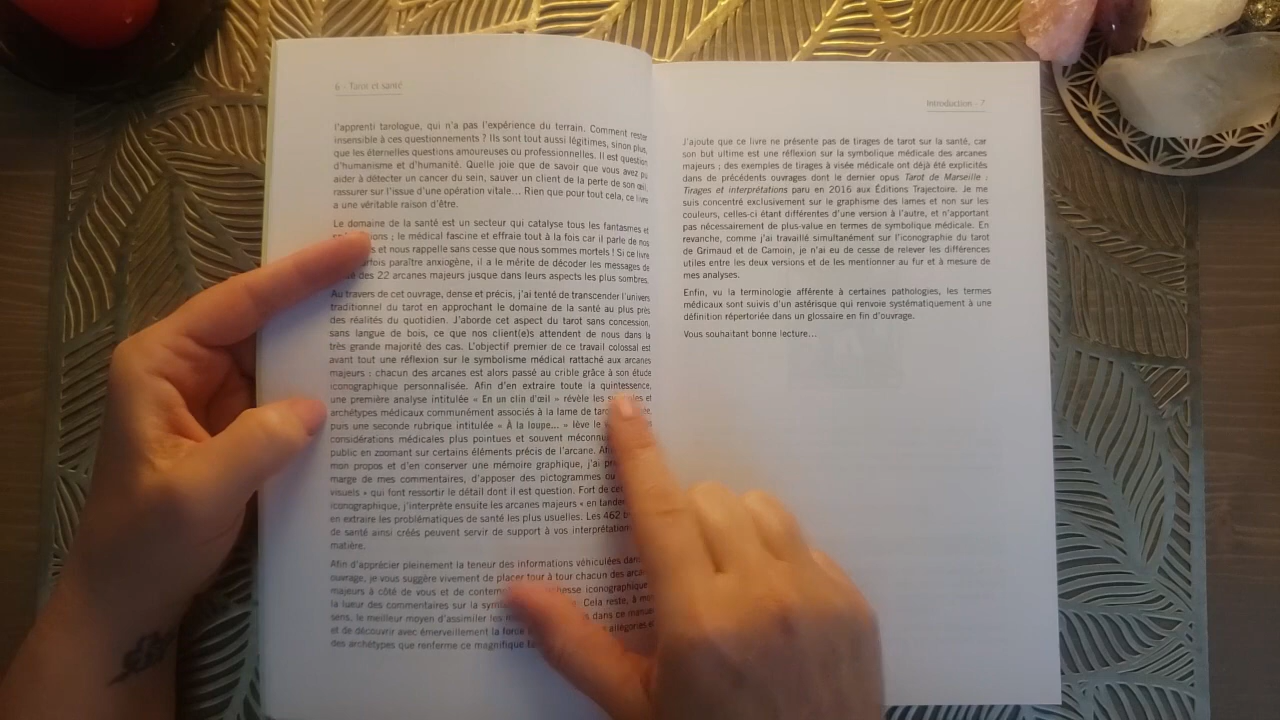 6 - Tarot et santé
l'apprenti tarologue, qui n'a pas l'expérience du terrain. Comment rester
insensible à ces questionnements ? Ils sont tout aussi légitimes, sinon plus,
que les éternelles questions amoureuses ou professionnelles. Il est question
d'humanisme et d'humanité. Quelle joie que de savoir que vous avez pu
aider à détecter un cancer du sein, sauver un client de la perte de son œil,
rassurer sur l'issue d'une opération vitale... Rien que pour tout cela, ce livre
a une véritable raison d'être.
Le domaine de la santé est un secteur qui catalyse tous les fantasmes et
; le médical fascine et effraie tout à la fois car il parle de nos
et nous rappelle sans cesse que nous sommes mortels ! Si ce livre
paraître anxiogène, il a le mérite de décoder les messages de
des 22 arcanes majeurs jusque dans leurs aspects les plus sombres.
Au travers de cet ouvrage, dense et précis, j'ai tenté de transcender l'univers
traditionnel du tarot en approchant le domaine de la santé au plus près
des réalités du quotidien. J'aborde cet aspect du tarot sans concession,
sans langue de bois, ce que nos client(e)s attendent de nous dans la
très grande majorité des cas. L'objectif premier de ce travail colossal est
avant tout une réflexion sur le symbolisme médical rattaché aux arcanes
majeurs : chacun des arcanes est alors passé au crible grâce à son étude
iconographique personnalisée. Afin d'en extraire toute la quintessence,
une première analyse intitulée « En un clin d'œil » révèle les et
archétypes médicaux communément associés à la lame de
puis une seconde rubrique intitulée « À la loupe... » lève le
considérations médicales plus pointues et souvent
public en zoomant sur certains éléments précis de l'arcane.
mon propos et d'en conserver une mémoire graphique, j'ai
marge de mes commentaires, d'apposer des pictogrammes ou
visuels » qui font ressortir le détail dont il est question. Fort de
iconographique, j'interprète ensuite les arcanes majeurs « en
en extraire les problématiques de santé les plus usuelles. Les 462
de santé ainsi créés peuvent servir de support à vos
matière.
Afin d'apprécier pleinement la teneur des informations véhiculées dans
ouvrage, je vous suggère vivement de placer tour à tour chacun des
majeurs à côté de vous et de iconographique
la lueur des commentaires sur la Cela reste, à mon
sens, le meilleur moyen d'assimiler les dans ce
et de découvrir avec émerveillement la force allégories et
des archétypes que renferme ce magnifique
Introduction - 7
J'ajoute que ce livre ne présente pas de tirages de tarot sur la santé, car
son but ultime est une réflexion sur la symbolique médicale des arcanes
majeurs ; des exemples de tirages à visée médicale ont déjà été explicités
dans de précédents ouvrages dont le dernier opus Tarot de Marseille :
Tirages et interprétations paru en 2016 aux Éditions Trajectoire. Je me
suis concentré exclusivement sur le graphisme des lames et non sur les
couleurs, celles-ci étant différentes d'une version à l'autre, et n'apportant
pas nécessairement de plus-value en termes de symbolique médicale. En
revanche, comme j'ai travaillé simultanément sur l'iconographie du tarot
de Grimaud et de Camoin, je n'ai eu de cesse de relever les différences
utiles entre les deux versions et de les mentionner au fur et à mesure de
mes analyses.
Enfin, vu la terminologie afférente à certaines pathologies, les termes
médicaux sont suivis d'un astérisque qui renvoie systématiquement à une
définition répertoriée dans un glossaire en fin d'ouvrage.
Vous souhaitant bonne lecture...